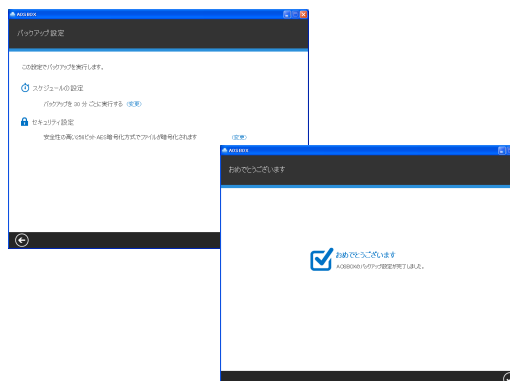 AOSBOX
バックアップ設定
この設定でバックアップを実行します。
スケジュールの設定
バックアップを 30 分 ごとに実行する (変更)
セキュリティ設定
安全性の高い256ビット AES暗号化方式でファイルが暗号化されます (変更)
AOSBOX
おめでとうございます
おめでとうございます
AOSBOXのバックアップ設定が完了しました。